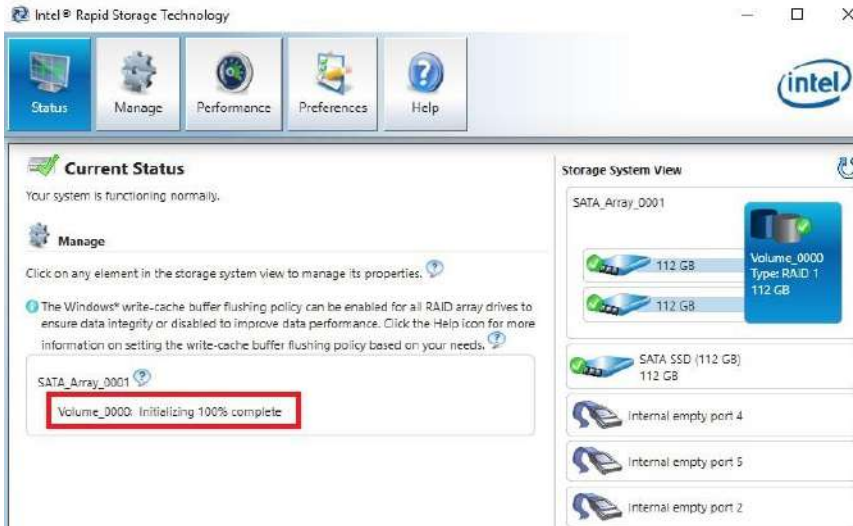 Intel® Rapid Storage Technology
Status
Manage
Performance
Preferences
Help
intel
Current Status
Your system is functioning normally.
Manage
Click on any element in the storage system view to manage its properties.
The Windows* write-cache buffer flushing policy can be enabled for all RAID array drives to
ensure data integrity or disabled to improve data performance. Click the Help icon for more
information on setting the write-cache buffer flushing policy based on your needs.
SATA_Array_0001
Volume_0000: Initializing 100% complete
Storage System View
SATA_Array_0001
112 GB
112 GB
Volume_0000
Type: RAID 1
112 GB
SATA SSD (112 GB)
112 GB
Internal empty port 4
Internal empty port 5
Internal empty port 2